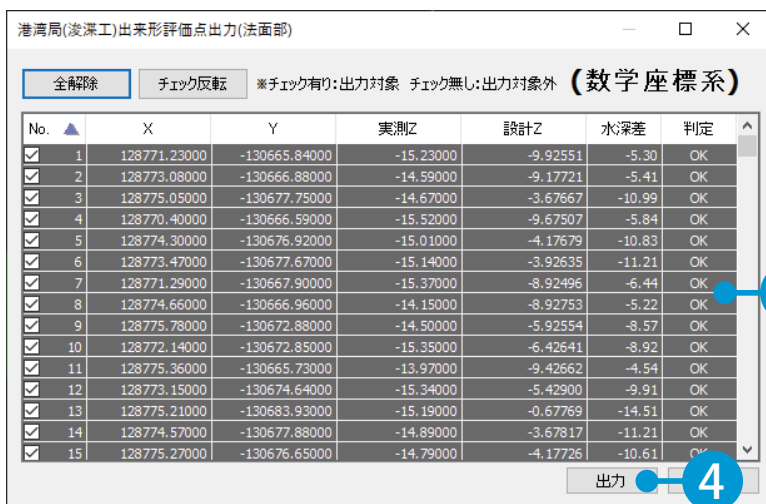 港湾局(浚渫工)出来形評価点出力(法面部)
全解除 チェック反転 ※チェック有り:出力対象 チェック無し:出力対象外 (数学座標系)
No. X Y 実測Z 設計Z 水深差 判定
1 128771.23000 -130665.84000 -15.23000 -9.92551 -5.30 OK
2 128773.08000 -130666.88000 -14.59000 -9.17721 -5.41 OK
3 128775.05000 -130677.75000 -14.67000 -3.67667 -10.99 OK
4 128770.40000 -130666.59000 -15.52000 -9.67507 -5.84 OK
5 128774.30000 -130676.92000 -15.01000 -4.17679 -10.83 OK
6 128773.47000 -130677.67000 -15.14000 -3.92635 -11.21 OK
7 128771.29000 -130667.90000 -15.37000 -8.92496 -6.44 OK
8 128774.66000 -130666.96000 -14.15000 -8.92753 -5.22 OK
9 128775.78000 -130672.88000 -14.50000 -5.92554 -8.57 OK
10 128772.14000 -130672.85000 -15.35000 -6.42641 -8.92 OK
11 128775.36000 -130665.73000 -13.97000 -9.42662 -4.54 OK
12 128773.15000 -130674.64000 -15.34000 -5.42900 -9.91 OK
13 128775.21000 -130683.93000 -15.19000 -0.67769 -14.51 OK
14 128774.57000 -130677.88000 -14.89000 -3.67817 -11.21 OK
15 128775.27000 -130676.65000 -14.79000 -4.17726 -10.61 OK
出力 4